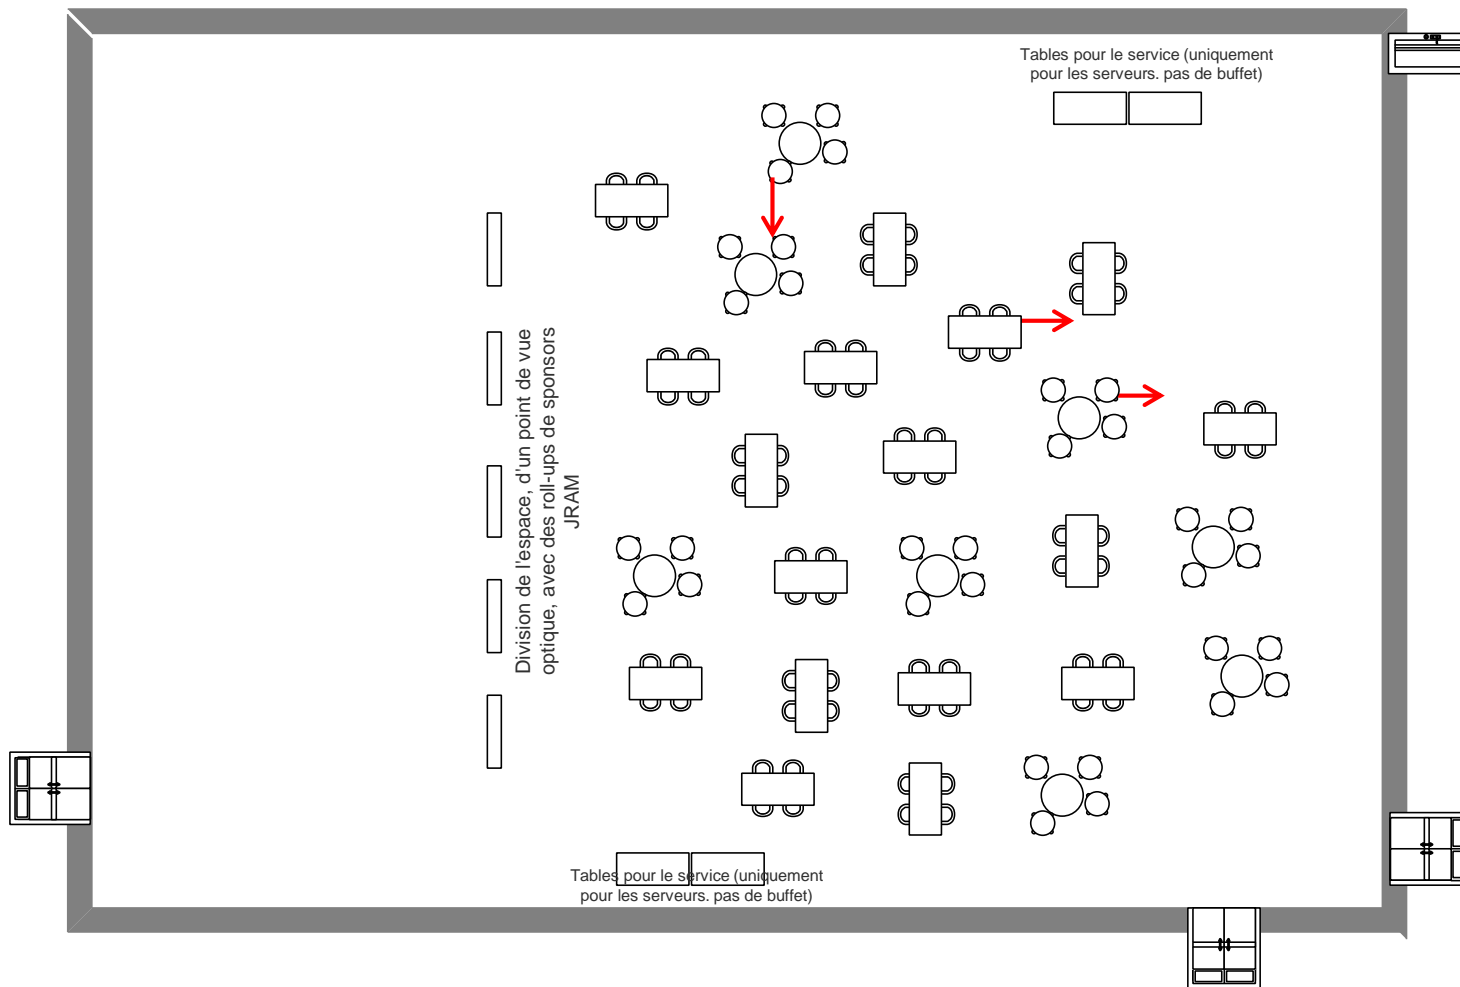 Tables pour le service (uniquement
pour les serveurs. pas de buffet)
Division de l'espace, d'un point de vue
optique, avec des roll-ups de sponsors
JRAM
Tables pour le service (uniquement
pour les serveurs. pas de buffet)